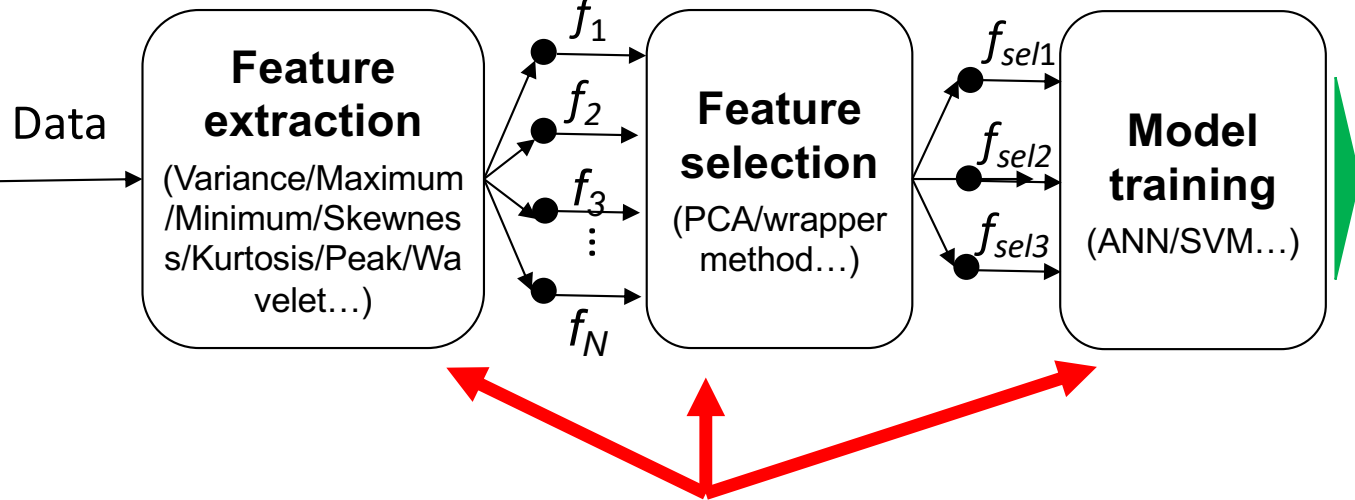 Data
Feature
extraction
(Variance/Maximum
/Minimum/Skewnes
s/Kurtosis/Peak/Wa
velet…)
f1
f2
f3
⋮
fN
Feature
selection
(PCA/wrapper
method…)
fsel1
fsel2
fsel3
Model
training
(ANN/SVM…)